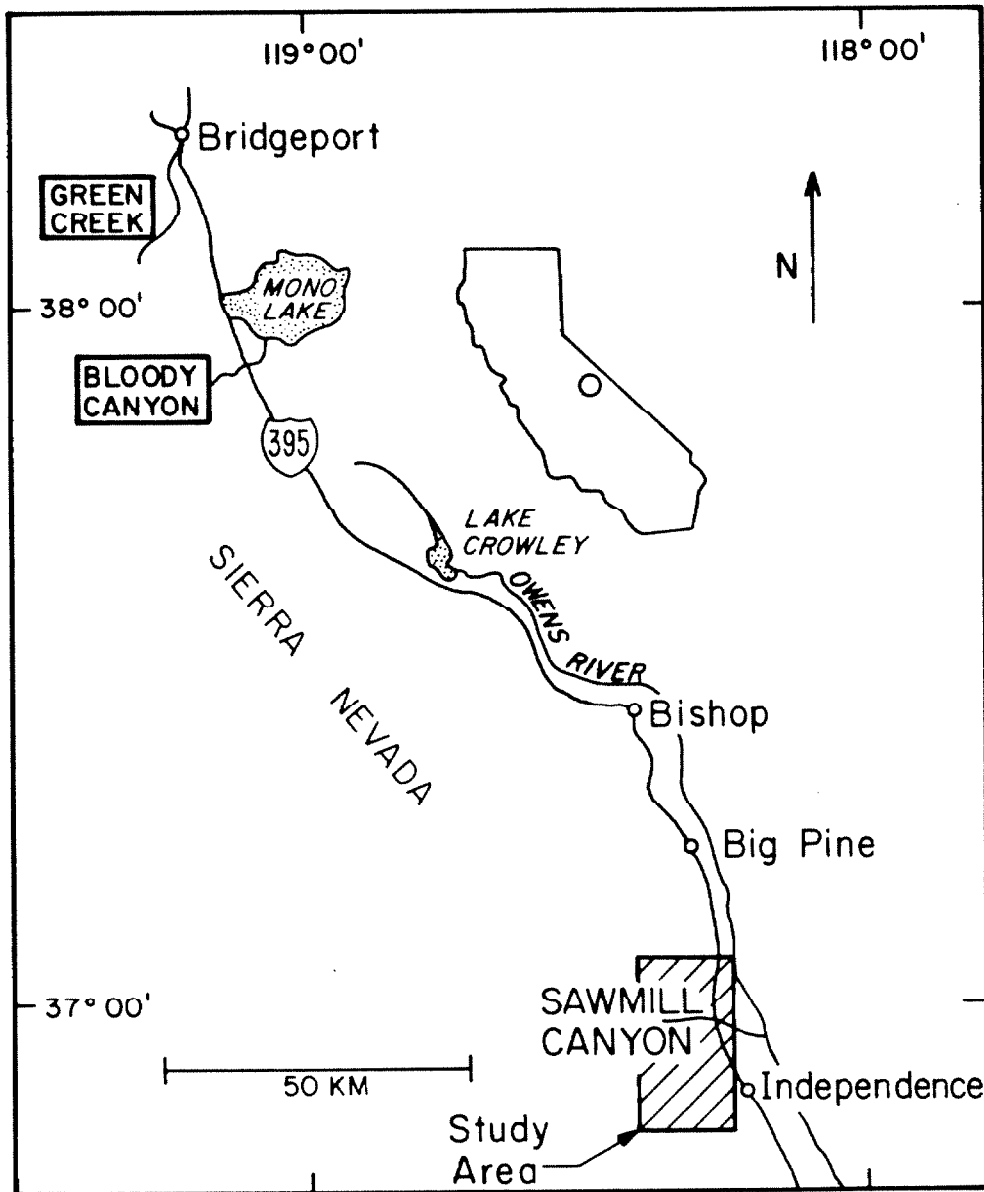 119°00'
118°00'
Bridgeport
GREEN
CREEK
N
MONO
LAKE
38°00'
BLOODY
CANYON
395
LAKE
CROWLEY
SIERRA NEVADA
OWENS RIVER
Bishop
Big Pine
37°00'
SAWMILL
CANYON
50 KM
Independence
Study
Area